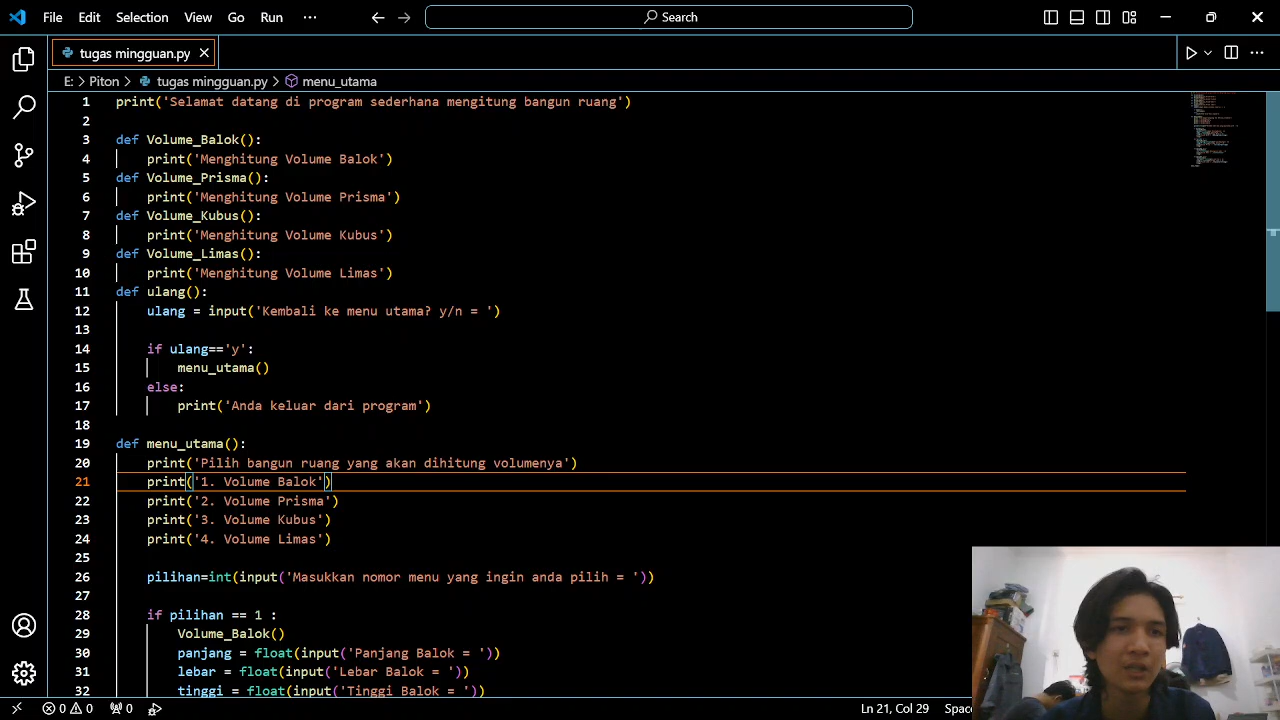 File Edit Selection View Go Run ··· Search
tugas mingguan.py
E: > Piton > tugas mingguan.py > menu_utama
1 print('Selamat datang di program sederhana mengitung bangun ruang')
2
3 def Volume_Balok():
4 print('Menghitung Volume Balok')
5 def Volume_Prisma():
6 print('Menghitung Volume Prisma')
7 def Volume_Kubus():
8 print('Menghitung Volume Kubus')
9 def Volume_Limas():
10 print('Menghitung Volume Limas')
11 def ulang():
12 ulang = input('Kembali ke menu utama? y/n = ')
13
14 if ulang=='y':
15 menu_utama()
16 else:
17 print('Anda keluar dari program')
18
19 def menu_utama():
20 print('Pilih bangun ruang yang akan dihitung volumenya')
21 print('1. Volume Balok')
22 print('2. Volume Prisma')
23 print('3. Volume Kubus')
24 print('4. Volume Limas')
25
26 pilihan=int(input('Masukkan nomor menu yang ingin anda pilih = '))
27
28 if pilihan == 1 :
29 Volume_Balok()
30 panjang = float(input('Panjang Balok = '))
31 lebar = float(input('Lebar Balok = '))
32 tinggi = float(input('Tinggi Balok = '))
0 0 0 Ln 21, Col 29